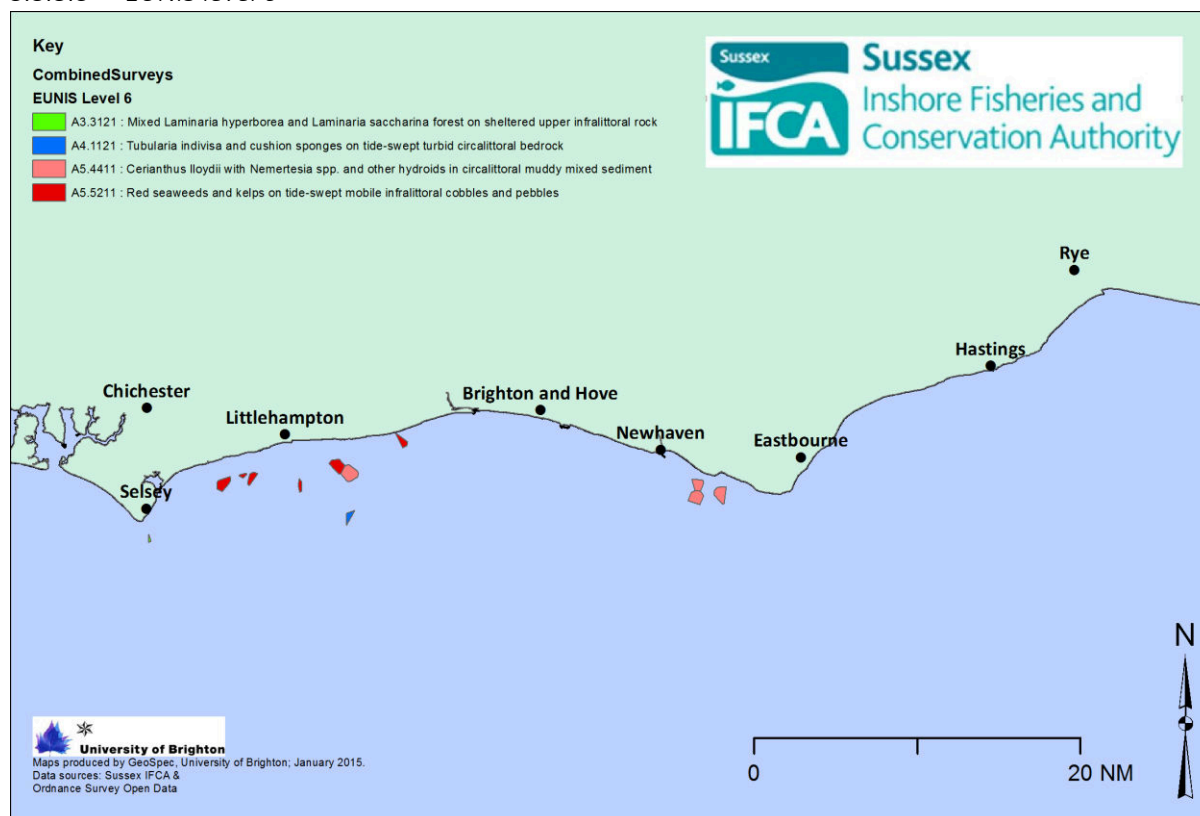 Key
CombinedSurveys
EUNIS Level 6
A3.3121 : Mixed Laminaria hyperborea and Laminaria saccharina forest on sheltered upper infralittoral rock
A4.1121 : Tubularia indivisa and cushion sponges on tide-swept turbid circalittoral bedrock
A5.4411 : Cerianthus lloydii with Nemertesia spp. and other hydroids in circalittoral muddy mixed sediment
A5.5211 : Red seaweeds and kelps on tide-swept mobile infralittoral cobbles and pebbles
Sussex
IFCA
Sussex
Inshore Fisheries and
Conservation Authority
Rye
Hastings
Chichester
Brighton and Hove
Littlehampton
Newhaven
Eastbourne
Selsey
N
University of Brighton
Maps produced by GeoSpec, University of Brighton; January 2015.
Data sources: Sussex IFCA &
Ordnance Survey Open Data
0
20 NM